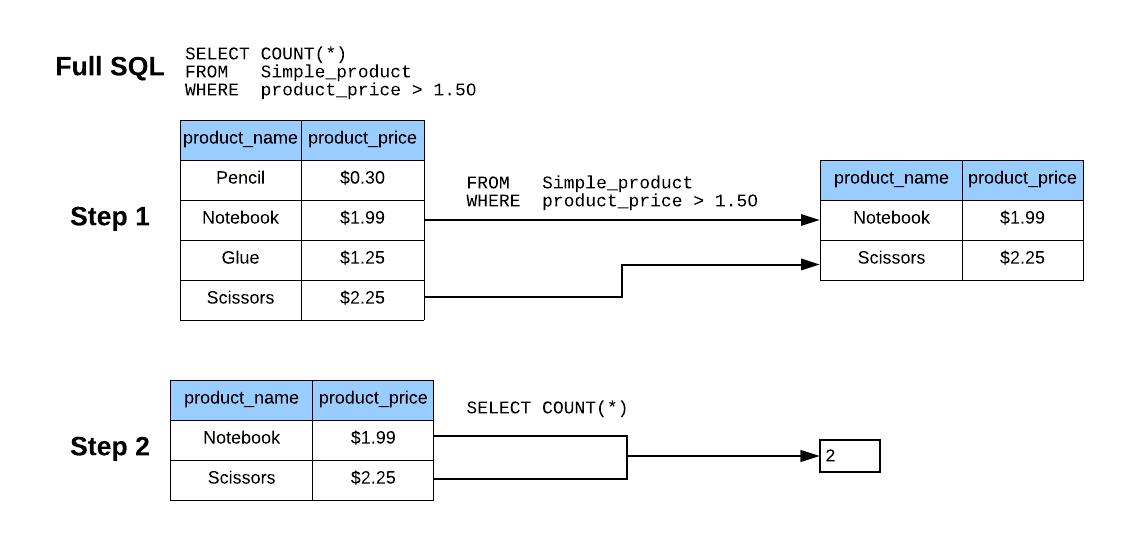 Full SQL
SELECT COUNT(*)
FROM   Simple_product
WHERE  product_price > 1.50
Step 1
product_name product_price
Pencil $0.30
Notebook $1.99
Glue $1.25
Scissors $2.25
FROM   Simple_product
WHERE  product_price > 1.50
product_name product_price
Notebook $1.99
Scissors $2.25
Step 2
product_name product_price
Notebook $1.99
Scissors $2.25
SELECT COUNT(*)
2